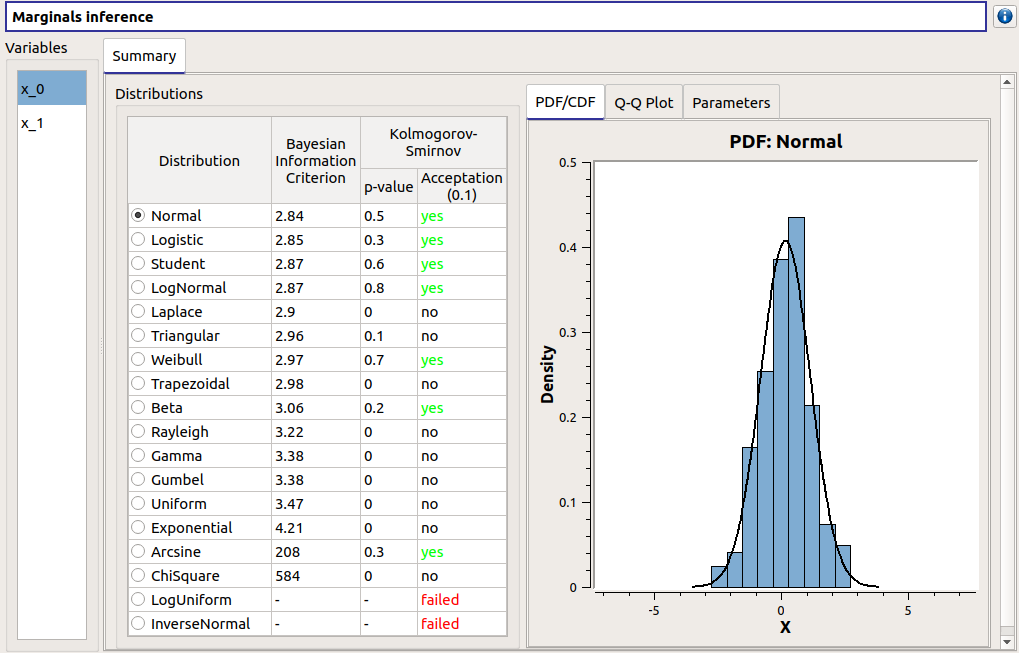 Marginals inference
Variables
x_0
x_1
Summary
Distributions
Distribution
Bayesian
Information
Criterion
Kolmogorov-
Smirnov
p-value
Acceptation
(0.1)
Normal 2.84 0.5 yes
Logistic 2.85 0.3 yes
Student 2.87 0.6 yes
LogNormal 2.87 0.8 yes
Laplace 2.9 0 no
Triangular 2.96 0.1 no
Weibull 2.97 0.7 yes
Trapezoidal 2.98 0 no
Beta 3.06 0.2 yes
Rayleigh 3.22 0 no
Gamma 3.38 0 no
Gumbel 3.38 0 no
Uniform 3.47 0 no
Exponential 4.21 0 no
Arcsine 208 0.3 yes
ChiSquare 584 0 no
LogUniform - - failed
InverseNormal - - failed
PDF/CDF
Q-Q Plot
Parameters
PDF: Normal
0.5
0.4
0.3
0.2
0.1
0
Density
-5 0 5
X